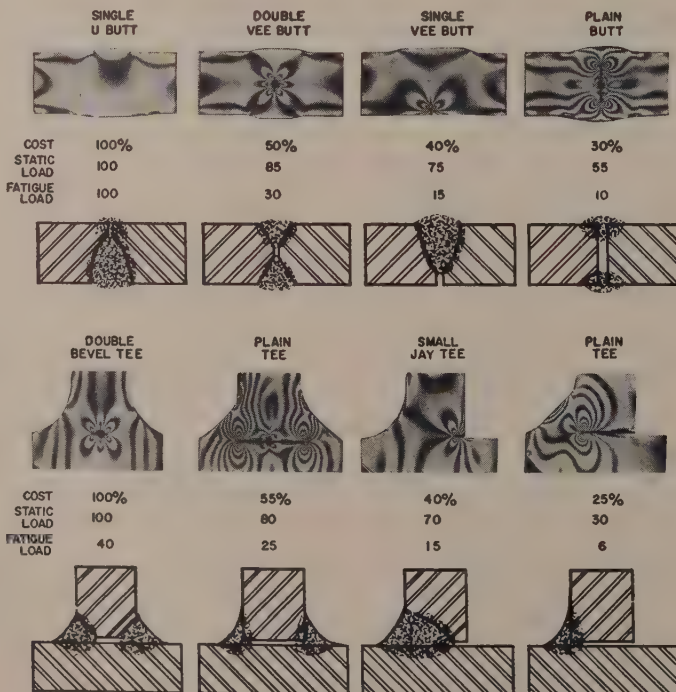 SINGLE DOUBLE SINGLE PLAIN
U BUTT VEE BUTT VEE BUTT BUTT
COST 100% 50% 40% 30%
STATIC LOAD 100 85 75 55
FATIGUE LOAD 100 30 15 10
DOUBLE PLAIN SMALL PLAIN
BEVEL TEE TEE JAY TEE TEE
COST 100% 55% 40% 25%
STATIC LOAD 100 80 70 30
FATIGUE LOAD 40 25 15 6